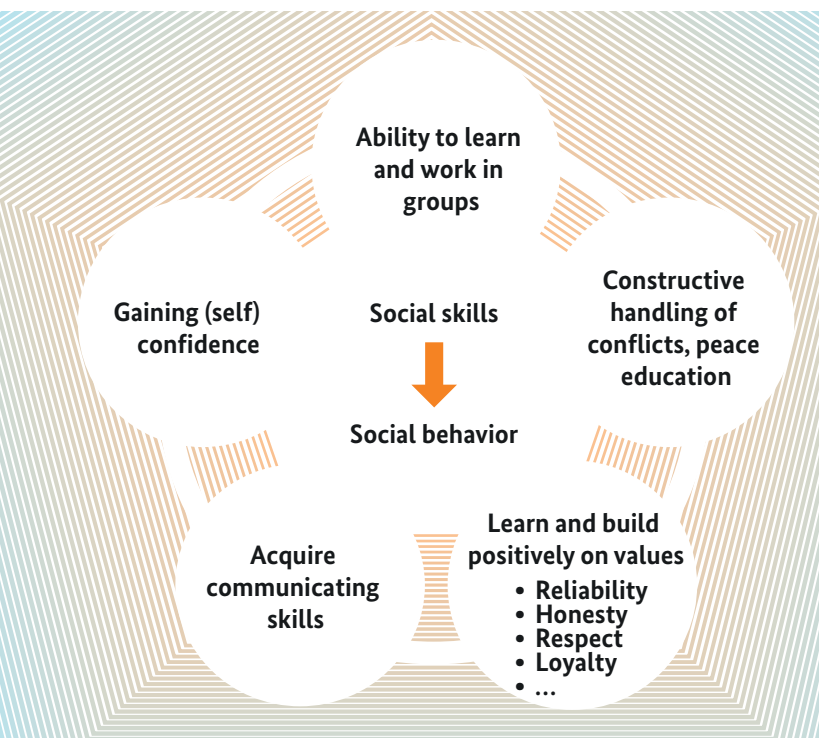 Ability to learn
and work in
groups
Gaining (self)
confidence
Social skills
Social behavior
Constructive
handling of
conflicts, peace
education
Acquire
communicating
skills
Learn and build
positively on values
• Reliability
• Honesty
• Respect
• Loyalty
• ...